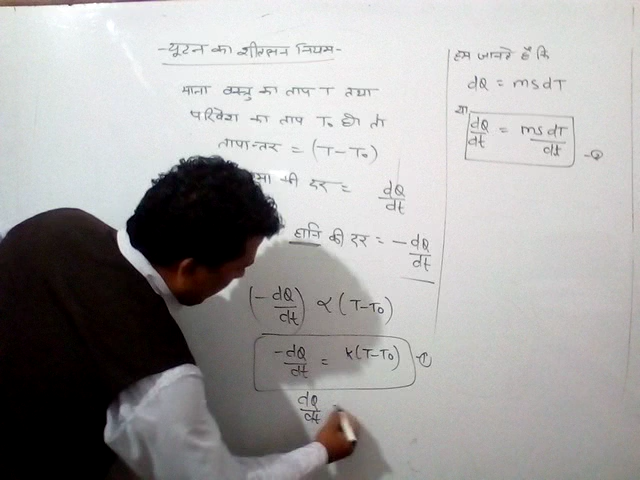 -न्यूटन का शीतलन नियम-
माना वस्तु का ताप T तथा
परिवेश का ताप T₀ हो तो
तापान्तर = (T-T₀)
की दर = dQ/dt
हानि की दर = -dQ/dt
(-dQ/dt) ∝ (T-T₀)
-dQ/dt = K(T-T₀) -①
dQ/dt =
हम जानते हैं कि
dQ = msdT
या
dQ/dt = msdT/dt -②